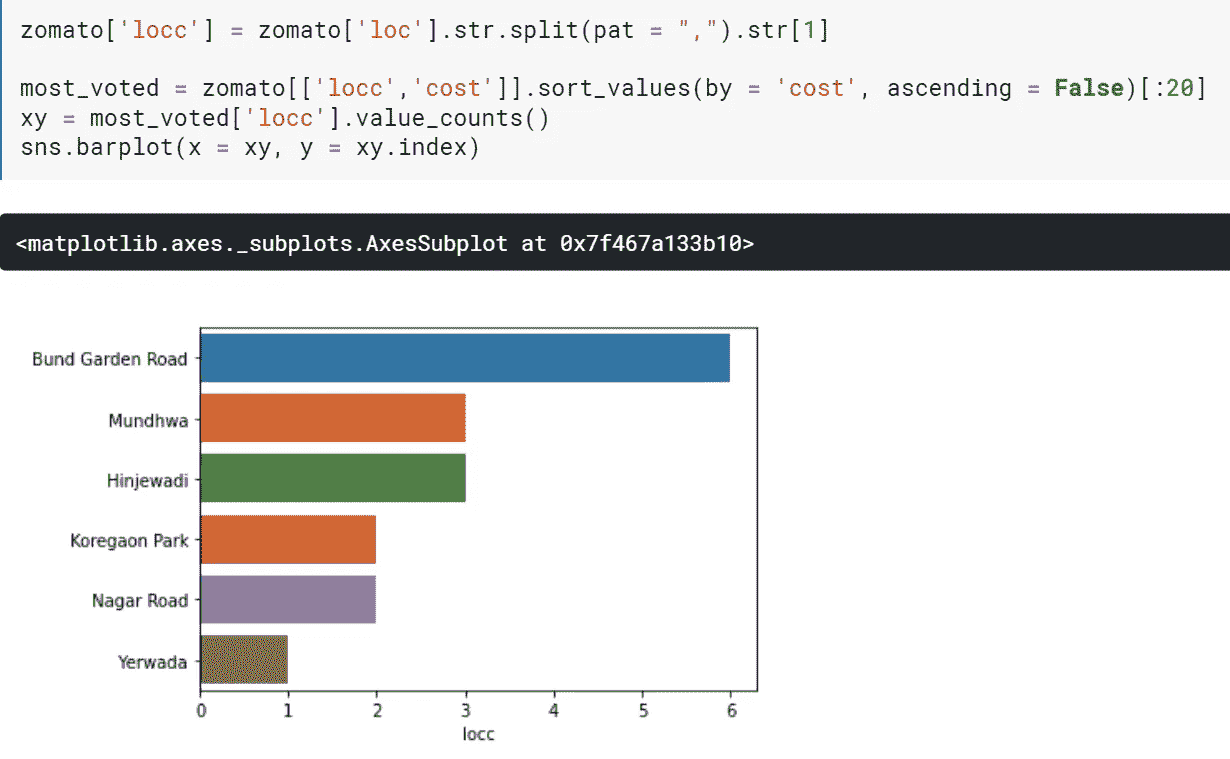 zomato['locc'] = zomato['loc'].str.split(pat = ",").str[1]
most_voted = zomato[['locc','cost']].sort_values(by = 'cost', ascending = False)[:20]
xy = most_voted['locc'].value_counts()
sns.barplot(x = xy, y = xy.index)
<matplotlib.axes._subplots.AxesSubplot at 0x7f467a133b10>
Bund Garden Road
Mundhwa
Hinjewadi
Koregaon Park
Nagar Road
Yerwada
0 1 2 3 4 5 6
locc